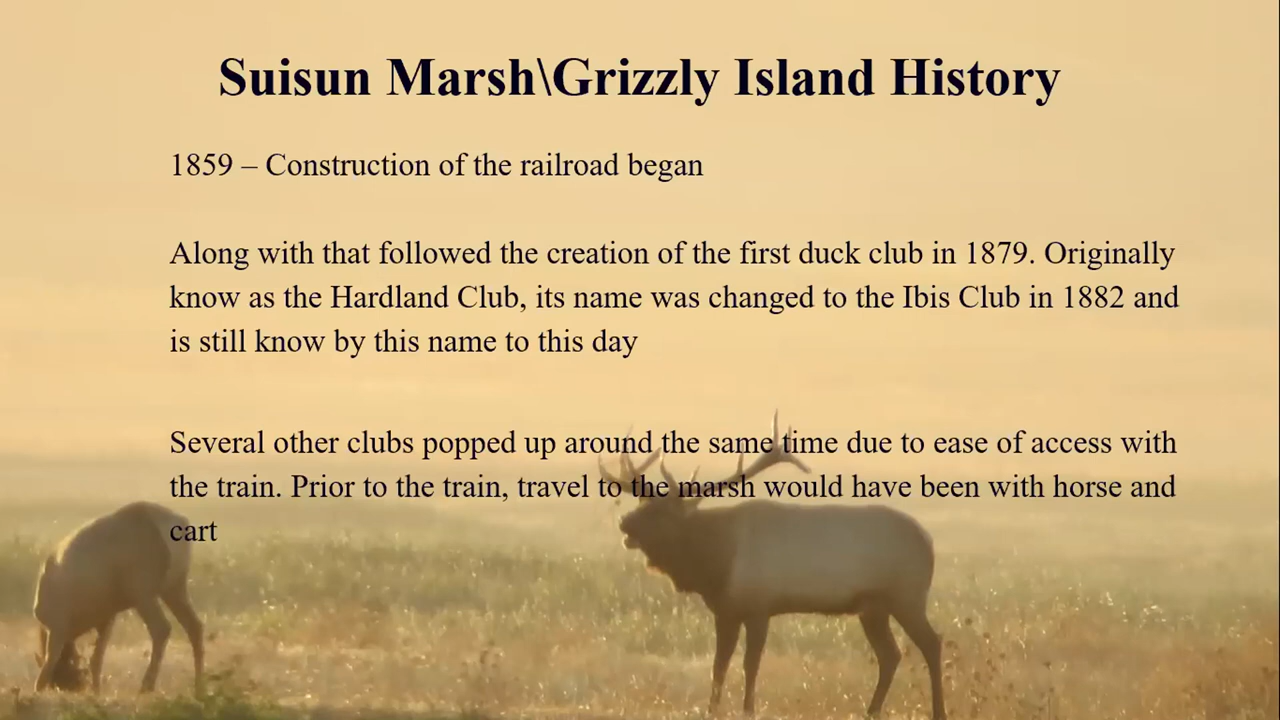 Suisun Marsh\Grizzly Island History
1859 – Construction of the railroad began
Along with that followed the creation of the first duck club in 1879. Originally
know as the Hardland Club, its name was changed to the Ibis Club in 1882 and
is still know by this name to this day
Several other clubs popped up around the same time due to ease of access with
the train. Prior to the train, travel to the marsh would have been with horse and
cart